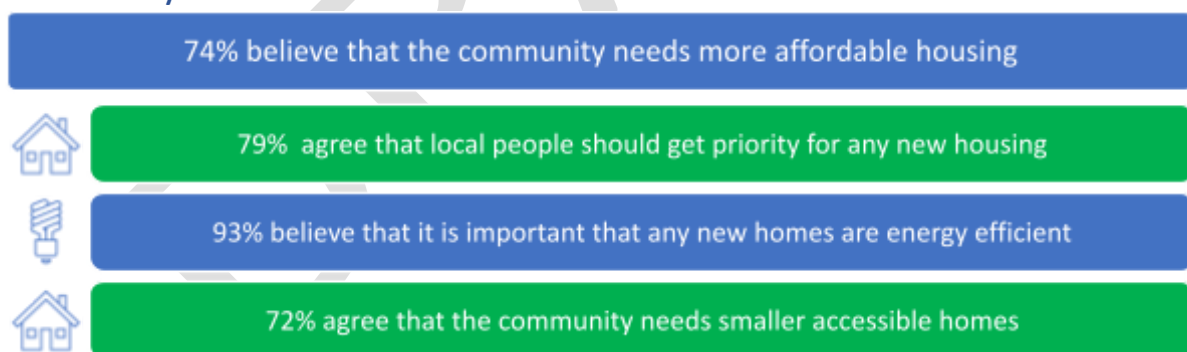 74% believe that the community needs more affordable housing
79% agree that local people should get priority for any new housing
93% believe that it is important that any new homes are energy efficient
72% agree that the community needs smaller accessible homes